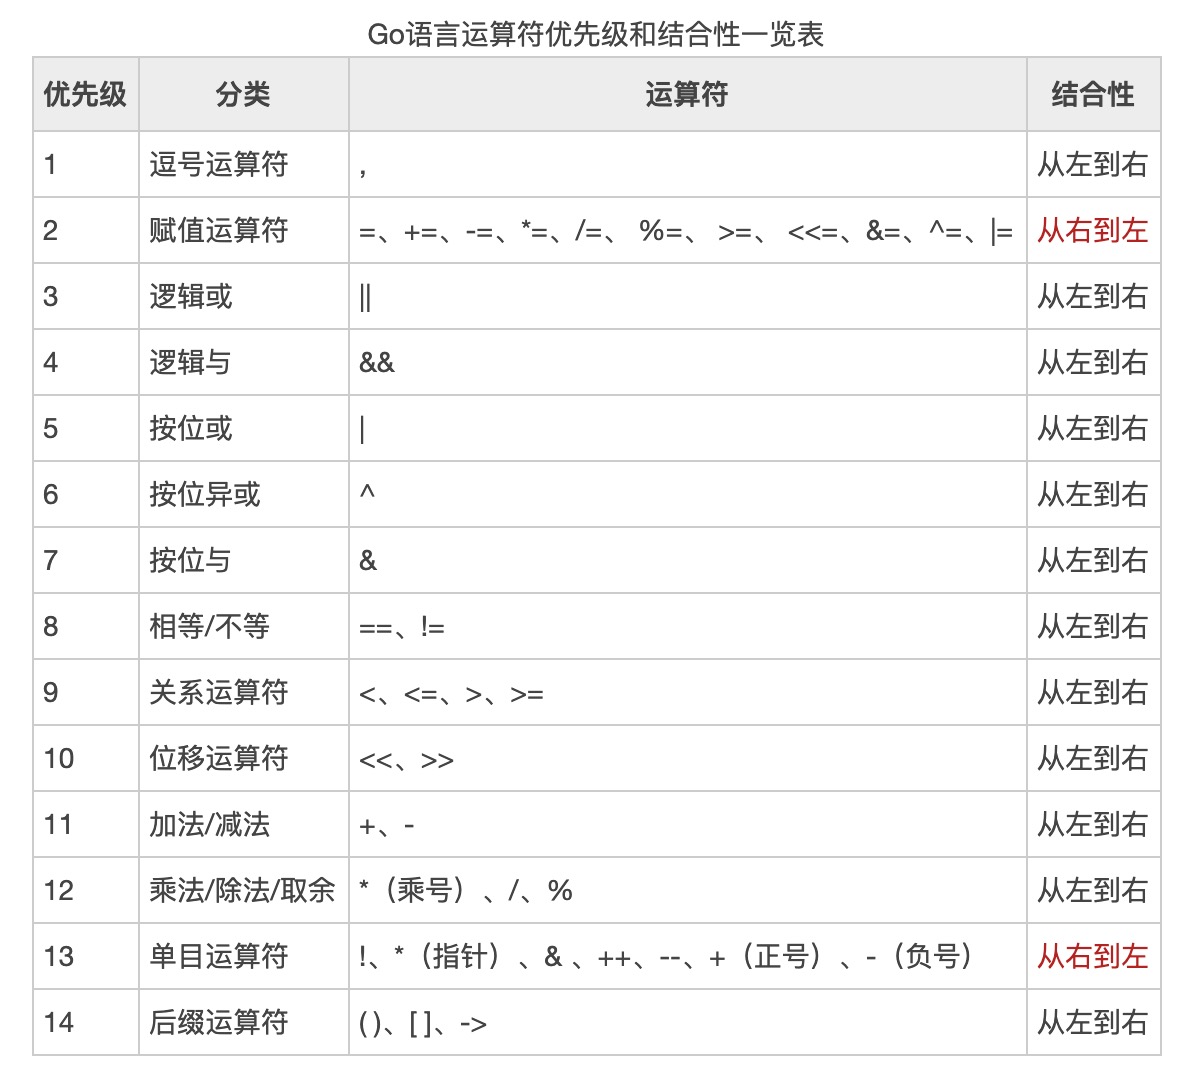 Go语言运算符优先级和结合性一览表
优先级 分类 运算符 结合性
1 逗号运算符 , 从左到右
2 赋值运算符 =、+=、-=、*=、/=、 %=、 >=、 <<=、&=、^=、|= 从右到左
3 逻辑或 || 从左到右
4 逻辑与 && 从左到右
5 按位或 | 从左到右
6 按位异或 ^ 从左到右
7 按位与 & 从左到右
8 相等/不等 ==、!= 从左到右
9 关系运算符 <、<=、>、>= 从左到右
10 位移运算符 <<、>> 从左到右
11 加法/减法 +、- 从左到右
12 乘法/除法/取余 *（乘号）、/、% 从左到右
13 单目运算符 !、*（指针）、& 、++、--、+（正号）、-（负号） 从右到左
14 后缀运算符 ( )、[ ]、-> 从左到右